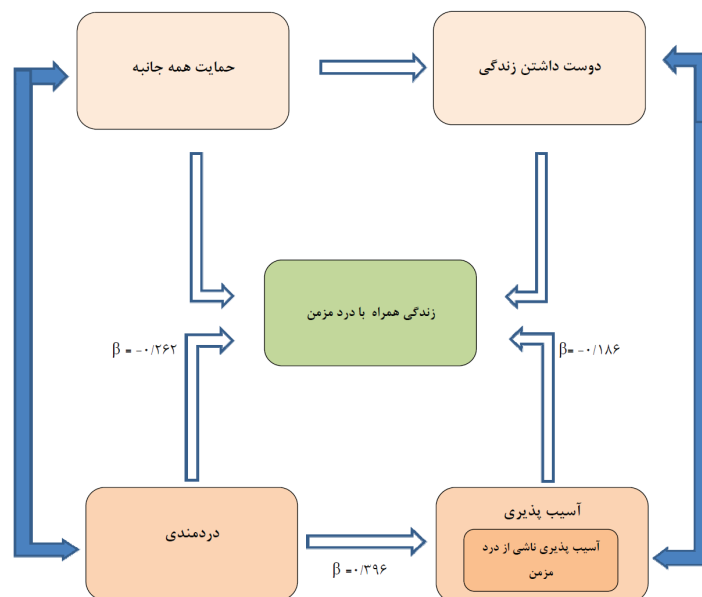 حمایت همه جانبه
دوست داشتن زندگی
زندگی همراه با درد مزمن
β = -۰/۲۶۲
β= -۰/۱۸۶
دردمندی
آسیب پذیری
آسیب پذیری ناشی از درد
مزمن
β =۰/۳۹۶